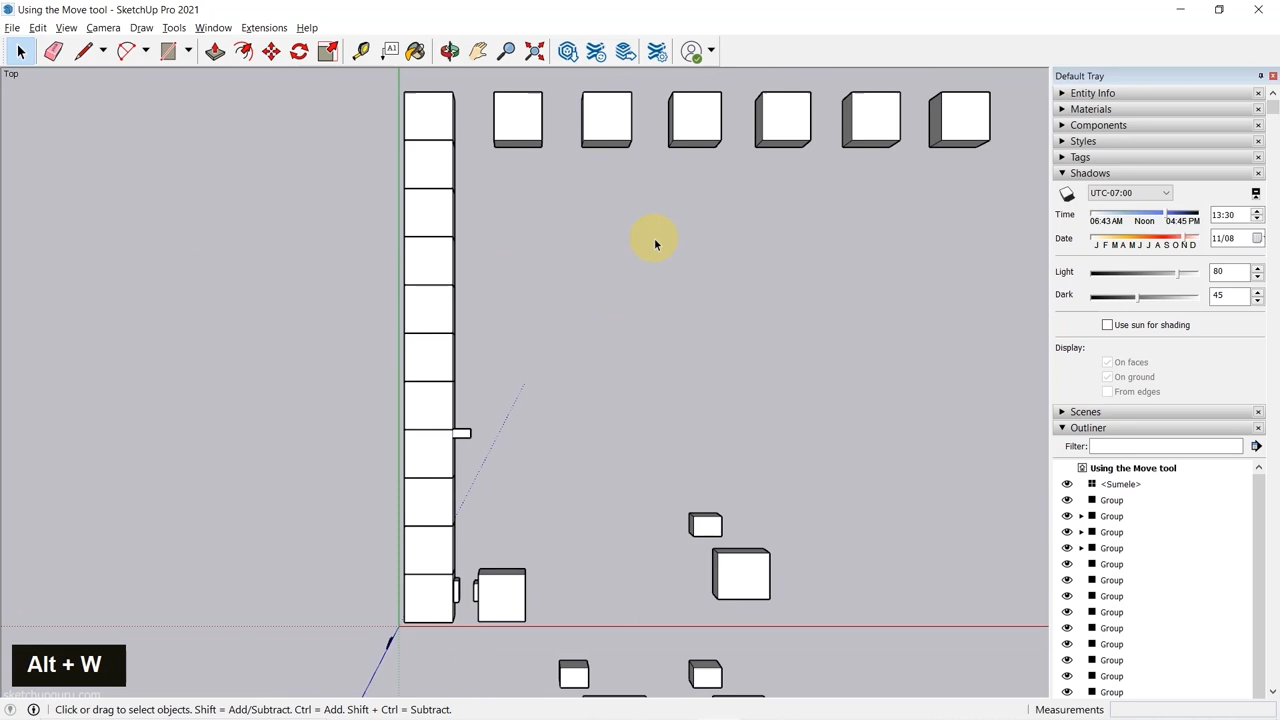 Using the Move tool - SketchUp Pro 2021
File Edit View Camera Draw Tools Window Extensions Help
Top
Default Tray
Entity Info
Materials
Components
Styles
Tags
Shadows
UTC-07:00
Time 06:43 AM Noon 04:45 PM 13:30
Date J F M A M J J A S O N D 11/08
Light 80
Dark 45
Use sun for shading
Display:
On faces
On ground
From edges
Scenes
Outliner
Filter:
Using the Move tool
<Sumele>
Group
Group
Group
Group
Group
Group
Group
Group
Group
Group
Group
Group
Group
Alt + W
sketchupguru.com
Click or drag to select objects. Shift = Add/Subtract. Ctrl = Add. Shift + Ctrl = Subtract.
Measurements